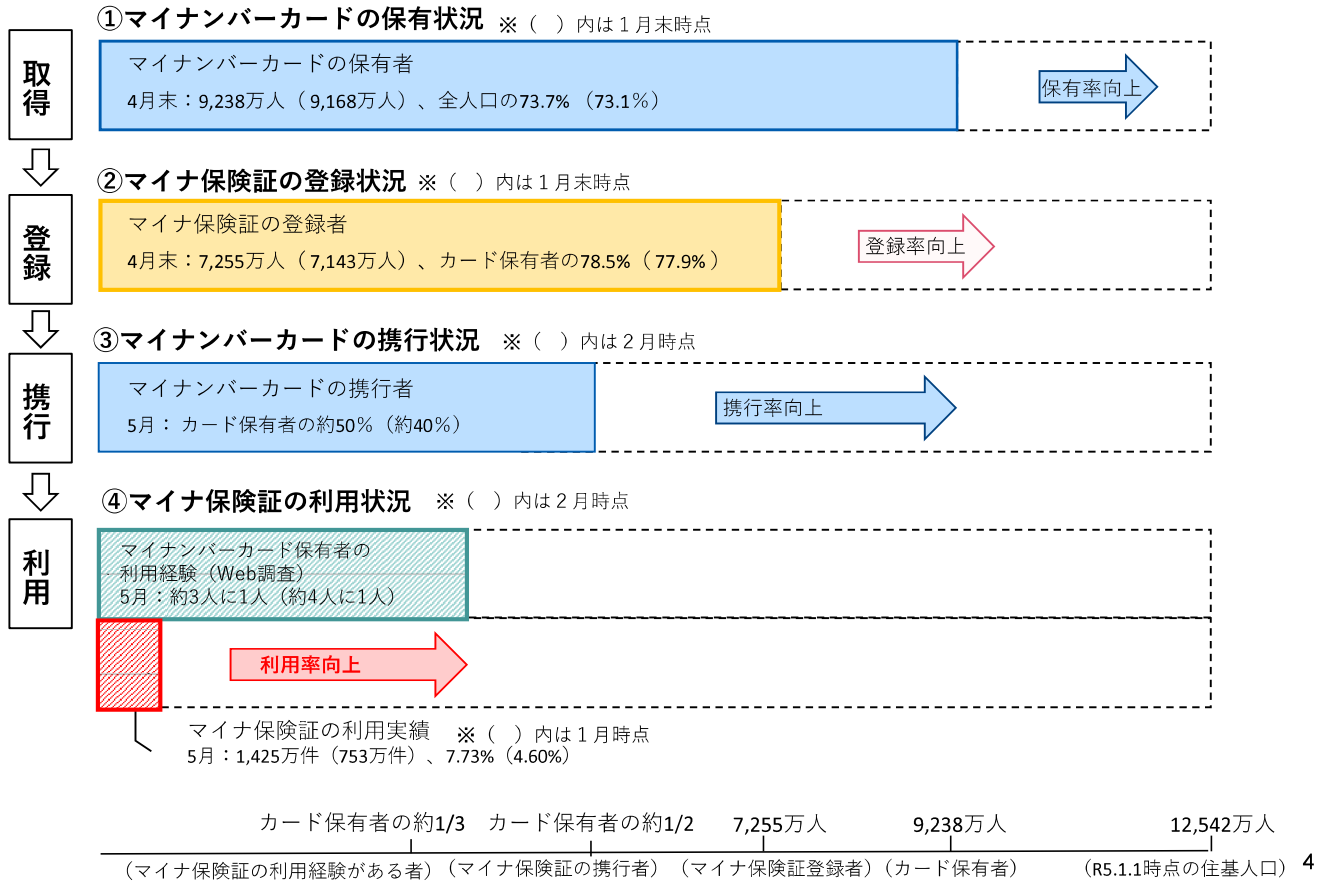 ①マイナンバーカードの保有状況 ※（　）内は１月末時点
取得
マイナンバーカードの保有者
4月末：9,238万人（9,168万人）、全人口の73.7%（73.1％）
保有率向上
②マイナ保険証の登録状況 ※（　）内は１月末時点
登録
マイナ保険証の登録者
4月末：7,255万人（7,143万人）、カード保有者の78.5%（77.9%）
登録率向上
③マイナンバーカードの携行状況 ※（　）内は２月時点
携行
マイナンバーカードの携行者
5月： カード保有者の約50％（約40％）
携行率向上
④マイナ保険証の利用状況 ※（　）内は２月時点
利用
マイナンバーカード保有者の
利用経験（Web調査）
5月：約3人に1人（約4人に1人）
利用率向上
マイナ保険証の利用実績 ※（　）内は１月時点
5月：1,425万件（753万件）、7.73%（4.60%）
カード保有者の約1/3 カード保有者の約1/2 7,255万人 9,238万人 12,542万人
（マイナ保険証の利用経験がある者）（マイナ保険証の携行者）（マイナ保険証登録者）（カード保有者）（R5.1.1時点の住基人口）
4